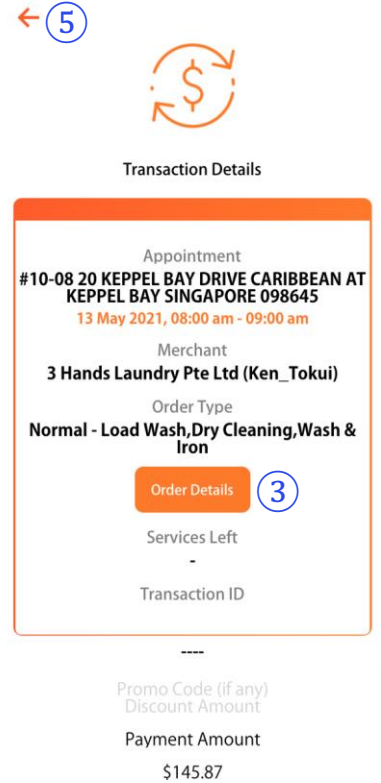 ⑤
$
Transaction Details
Appointment
#10-08 20 KEPPEL BAY DRIVE CARIBBEAN AT
KEPPEL BAY SINGAPORE 098645
13 May 2021, 08:00 am - 09:00 am
Merchant
3 Hands Laundry Pte Ltd (Ken_Tokui)
Order Type
Normal - Load Wash,Dry Cleaning,Wash &
Iron
Order Details ③
Services Left
-
Transaction ID
----
Promo Code (if any)
Discount Amount
Payment Amount
$145.87